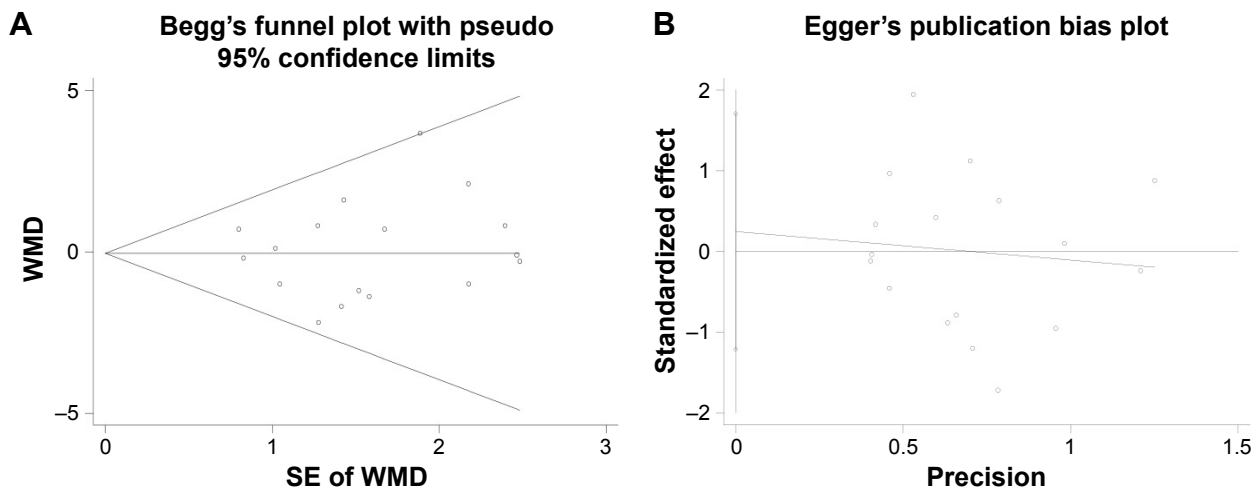 A
Begg’s funnel plot with pseudo
95% confidence limits
WMD
5
0
–5
0
1
2
3
SE of WMD
B
Egger’s publication bias plot
Standardized effect
2
1
0
–1
–2
0
0.5
1
1.5
Precision